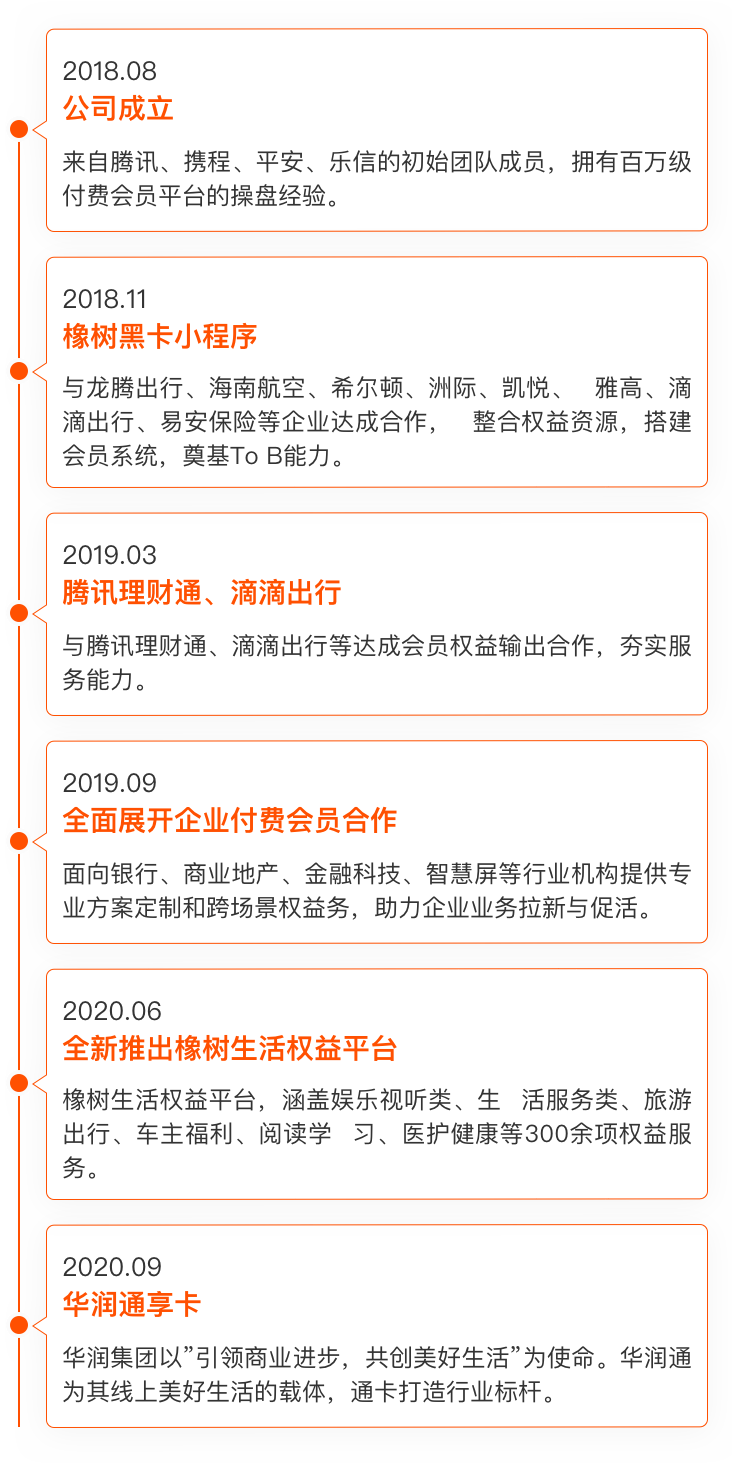 2018.08
公司成立
来自腾讯、携程、平安、乐信的初始团队成员，拥有百万级
付费会员平台的操盘经验。
2018.11
橡树黑卡小程序
与龙腾出行、海南航空、希尔顿、洲际、凯悦、 雅高、滴
滴出行、易安保险等企业达成合作， 整合权益资源，搭建
会员系统，奠基To B能力。
2019.03
腾讯理财通、滴滴出行
与腾讯理财通、滴滴出行等达成会员权益输出合作，夯实服
务能力。
2019.09
全面展开企业付费会员合作
面向银行、商业地产、金融科技、智慧屏等行业机构提供专
业方案定制和跨场景权益务，助力企业业务拉新与促活。
2020.06
全新推出橡树生活权益平台
橡树生活权益平台，涵盖娱乐视听类、生 活服务类、旅游
出行、车主福利、阅读学 习、医护健康等300余项权益服
务。
2020.09
华润通享卡
华润集团以”引领商业进步，共创美好生活”为使命。华润通
为其线上美好生活的载体，通卡打造行业标杆。